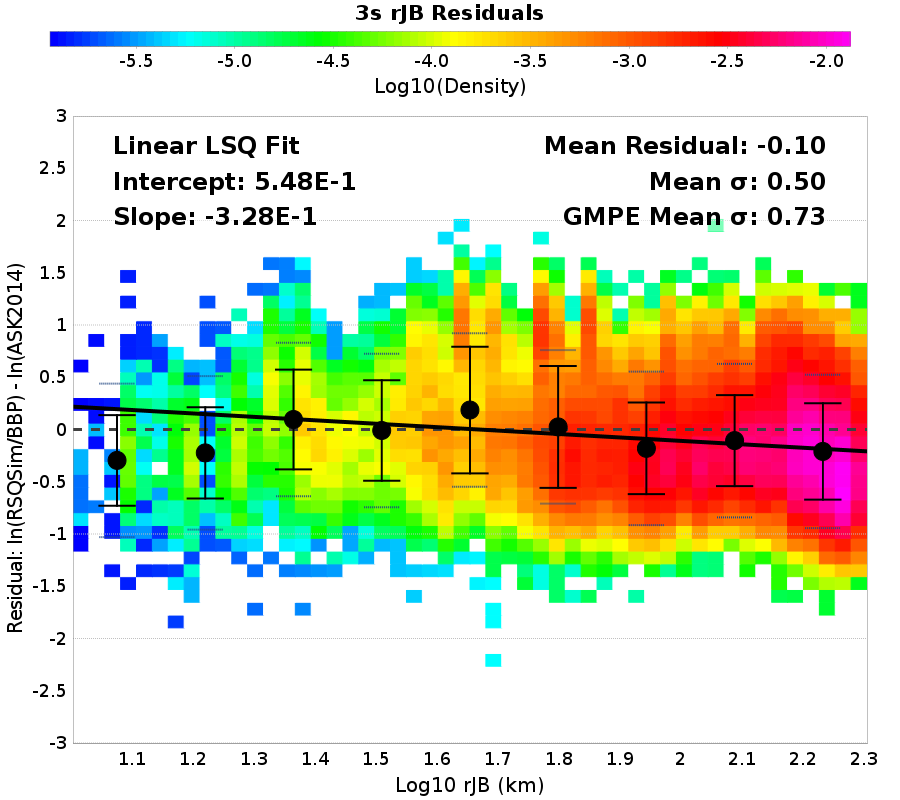 3s rJB Residuals
-5.5 -5.0 -4.5 -4.0 -3.5 -3.0 -2.5 -2.0
Log10(Density)
Linear LSQ Fit
Intercept: 5.48E-1
Slope: -3.28E-1
Mean Residual: -0.10
Mean σ: 0.50
GMPE Mean σ: 0.73
Residual: ln(RSQSim/BBP) - ln(ASK2014)
3
2.5
2
1.5
1
0.5
0
-0.5
-1
-1.5
-2
-2.5
-3
1.1 1.2 1.3 1.4 1.5 1.6 1.7 1.8 1.9 2 2.1 2.2 2.3
Log10 rJB (km)